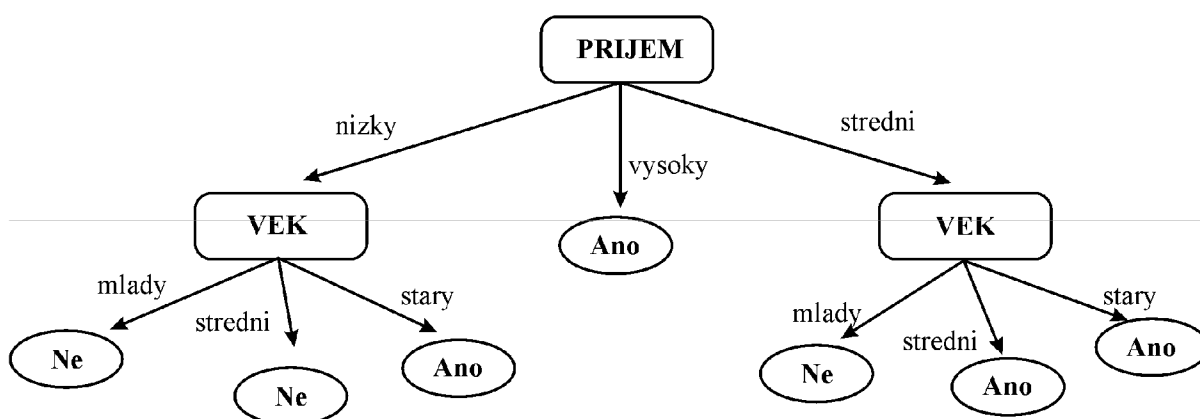 PRIJEM
nizky
vysoky
stredni
VEK
Ano
VEK
mlady
stredni
stary
mlady
stredni
stary
Ne
Ne
Ano
Ne
Ano
Ano